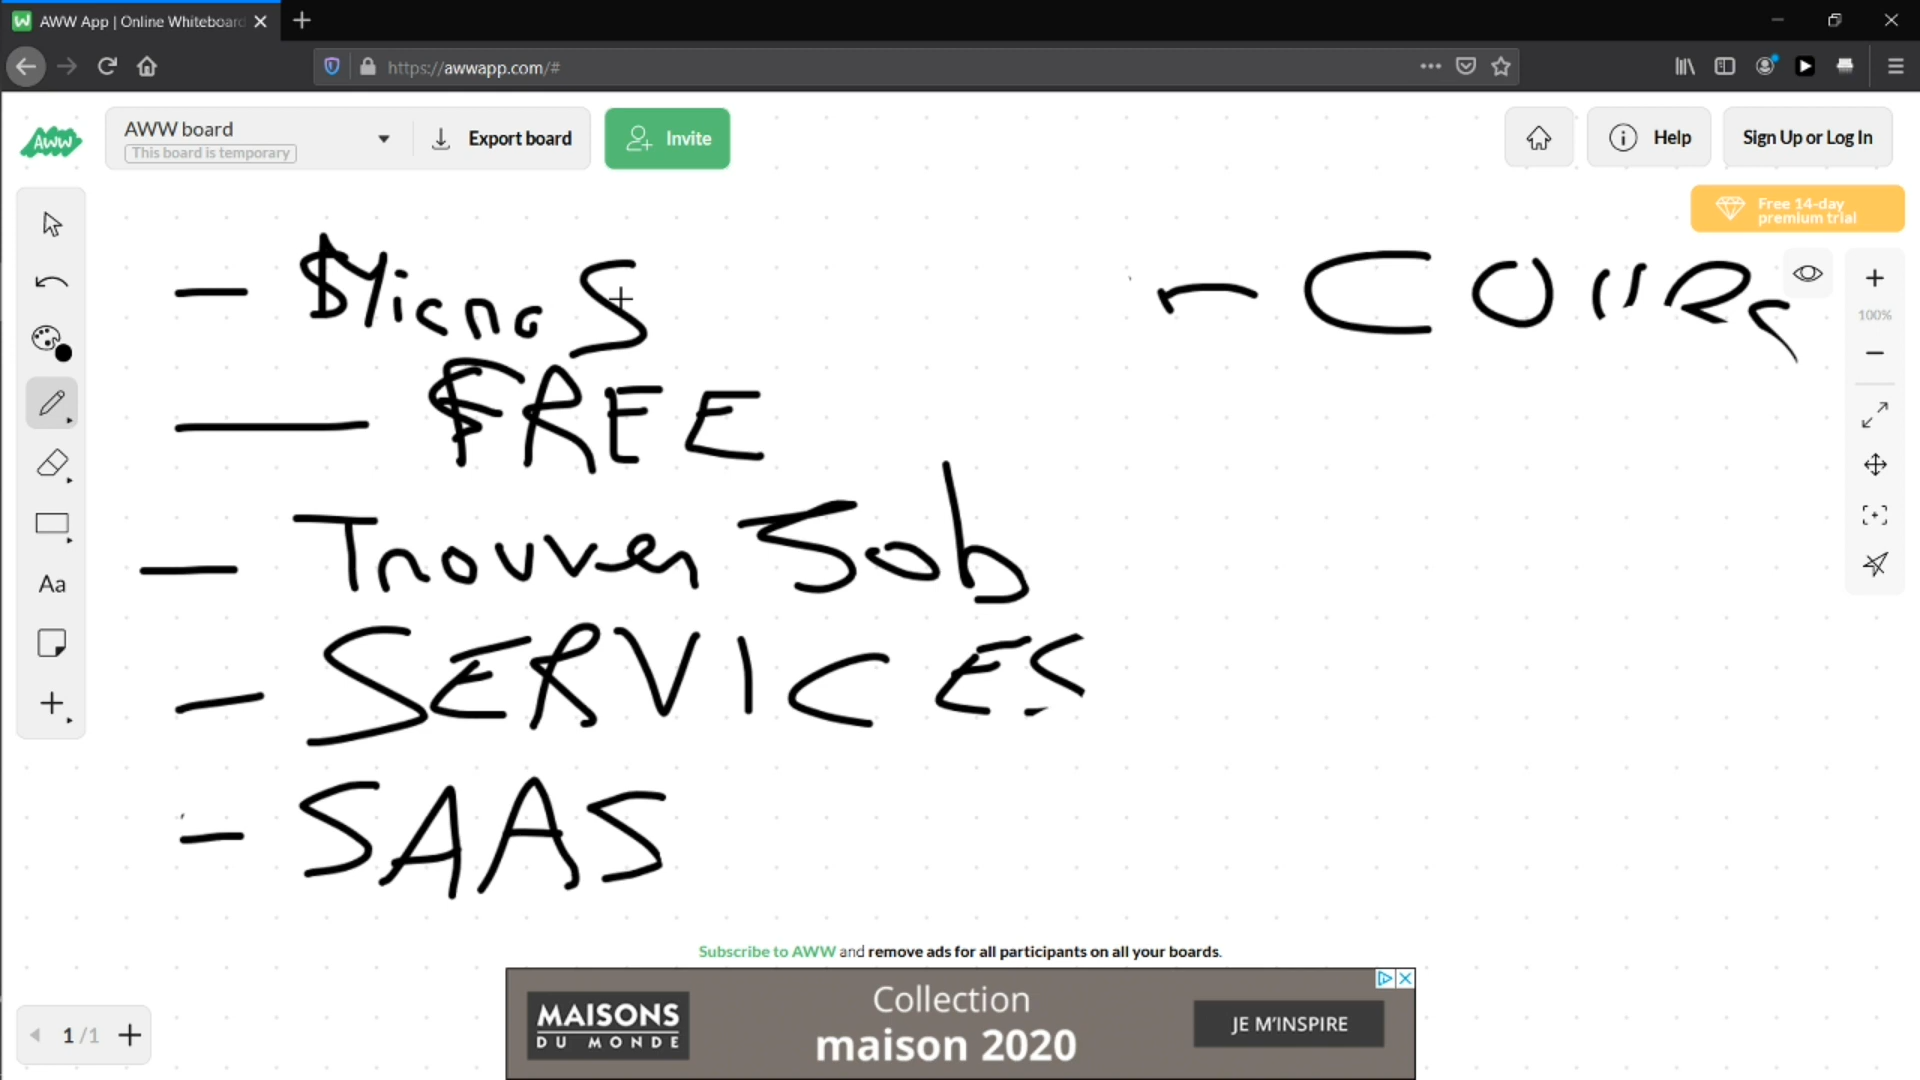 AWW App | Online Whiteboard
https://awwapp.com/#
AWW
AWW board
This board is temporary
Export board
Invite
Help
Sign Up or Log In
Free 14-day
premium trial
- Micro S
- FREE
- Trouver Job
- SERVICES
- SAAS
- COURS
100%
Aa
Subscribe to AWW and remove ads for all participants on all your boards.
MAISONS
DU MONDE
Collection
maison 2020
JE M'INSPIRE
1/1